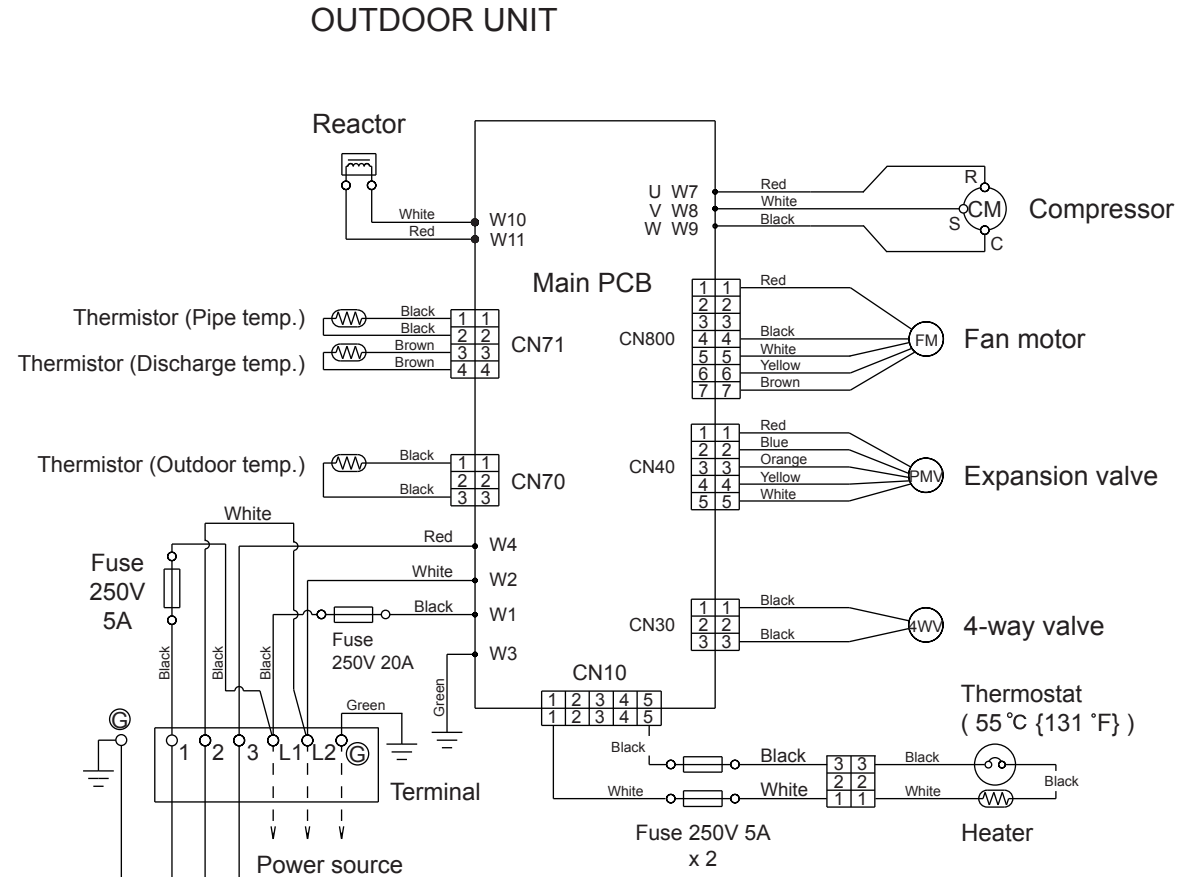 OUTDOOR UNIT
Reactor
White
Red
W10
W11
U W7
V W8
W W9
Red
White
Black
R
S
C
CM
Compressor
Main PCB
Thermistor (Pipe temp.)
Thermistor (Discharge temp.)
Black
Black
Brown
Brown
1 1
2 2
3 3
4 4
CN71
CN800
1 1
2 2
3 3
4 4
5 5
6 6
7 7
Red
Black
White
Yellow
Brown
FM
Fan motor
Thermistor (Outdoor temp.)
Black
Black
1 1
2 2
3 3
CN70
CN40
1 1
2 2
3 3
4 4
5 5
Red
Blue
Orange
Yellow
White
PMV
Expansion valve
White
Red
W4
White
W2
Black
W1
W3
Fuse
250V
5A
Fuse
250V 20A
Black
Black
Black
Green
Green
CN30
1 1
2 2
3 3
Black
Black
4WV
4-way valve
CN10
1 2 3 4 5
1 2 3 4 5
Thermostat
( 55°C {131 °F} )
G
1 2 3 L1 L2 G
Terminal
Power source
Black
White
Black
White
3 3
2 2
1 1
Black
White
Black
Fuse 250V 5A
x 2
Heater